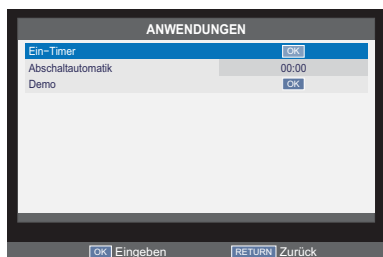 ANWENDUNGEN
Ein-Timer OK
Abschaltautomatik 00:00
Demo OK
OK Eingeben RETURN Zurück